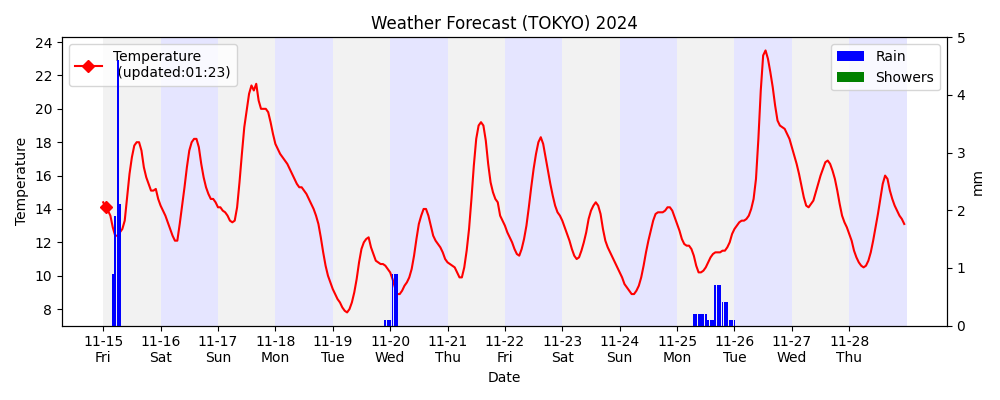 Weather Forecast (TOKYO) 2024
Temperature
(updated:01:23)
Rain
Showers
Temperature
24
22
20
18
16
14
12
10
8
5
4
3
2
1
0
mm
11-15 11-16 11-17 11-18 11-19 11-20 11-21 11-22 11-23 11-24 11-25 11-26 11-27 11-28
Fri Sat Sun Mon Tue Wed Thu Fri Sat Sun Mon Tue Wed Thu
Date